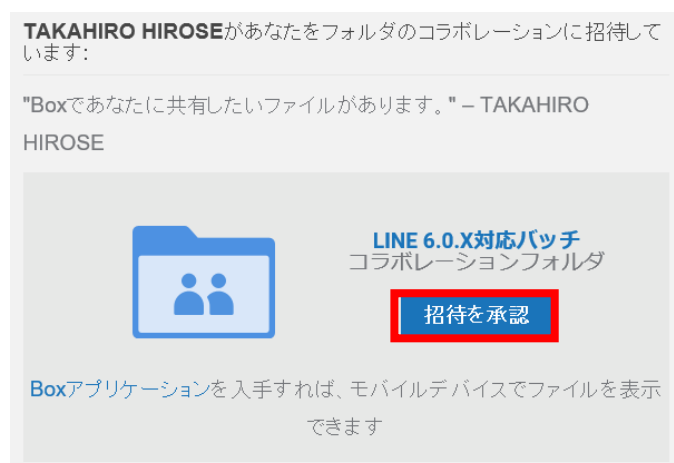 TAKAHIRO HIROSEがあなたをフォルダのコラボレーションに招待して
います:
"Boxであなたに共有したいファイルがあります。" – TAKAHIRO
HIROSE
LINE 6.0.X対応バッチ
コラボレーションフォルダ
招待を承認
Boxアプリケーションを入手すれば、モバイルデバイスでファイルを表示
できます